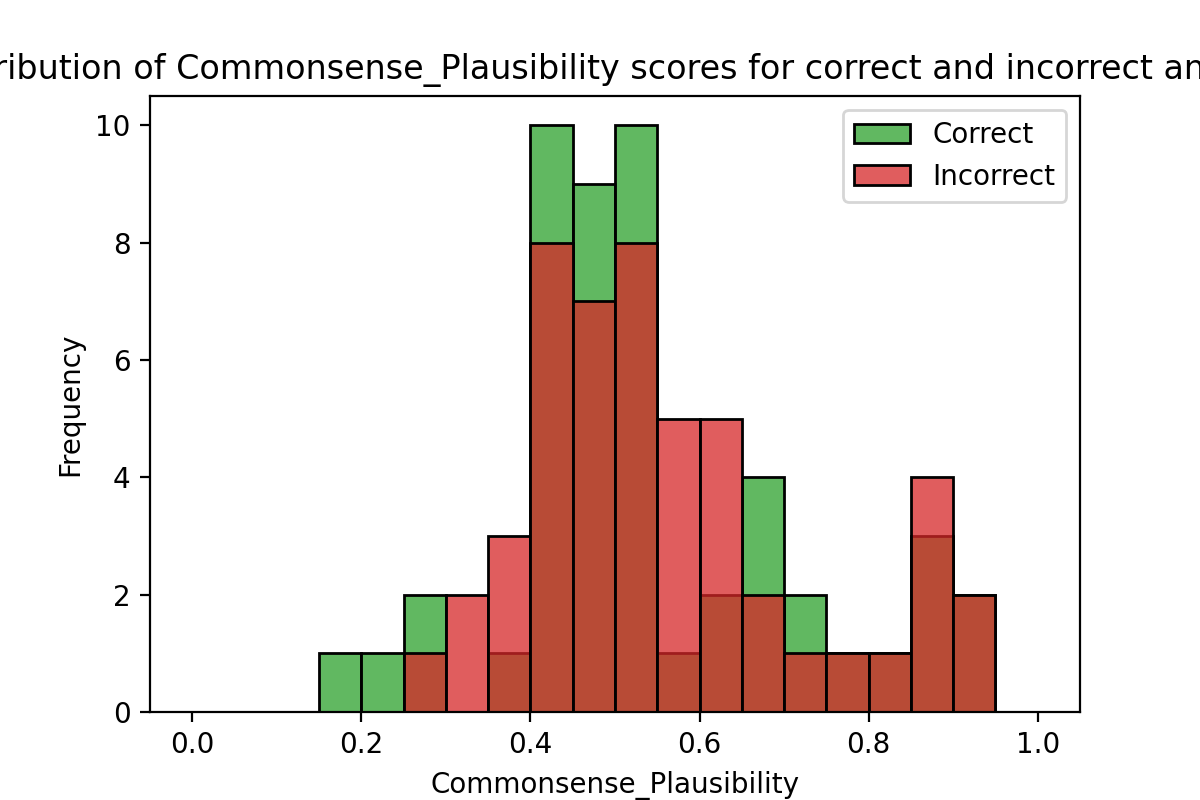 ribution of Commonsense_Plausibility scores for correct and incorrect an
Correct
Incorrect
Frequency
10
8
6
4
2
0
0.0 0.2 0.4 0.6 0.8 1.0
Commonsense_Plausibility